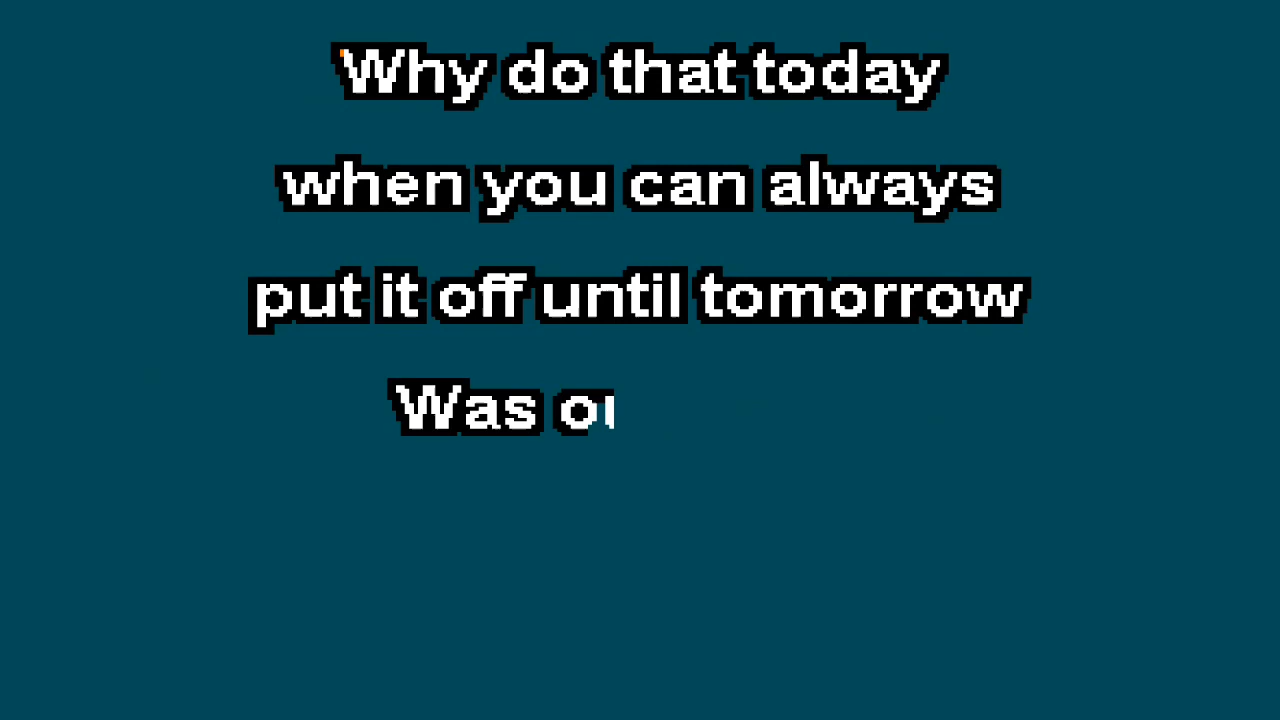 Why do that today
when you can always
put it off until tomorrow
Was